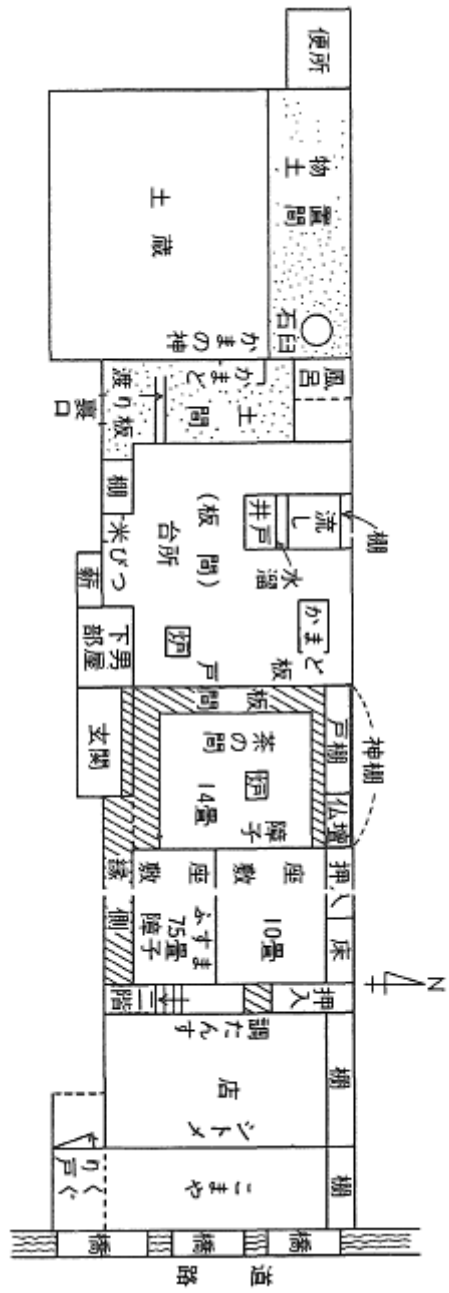 便所
物置
土間
石臼
土蔵
かまの神
風呂
かまど
土間
渡り板
裏口
棚
棚
流し
井戸
水溜
台所
(板間)
米びつ
かまど
薪
下男部屋
炉
板戸
板間
神棚
戸棚
仏壇
茶の間
炉
14畳
障子
玄関
押入
床
座敷
10畳
座敷
ふすま
7.5畳
障子
縁側
N
押入
二階
調たんす
棚
店
シトメ
棚
こまや
くぐり戸
橋
橋
橋
道路